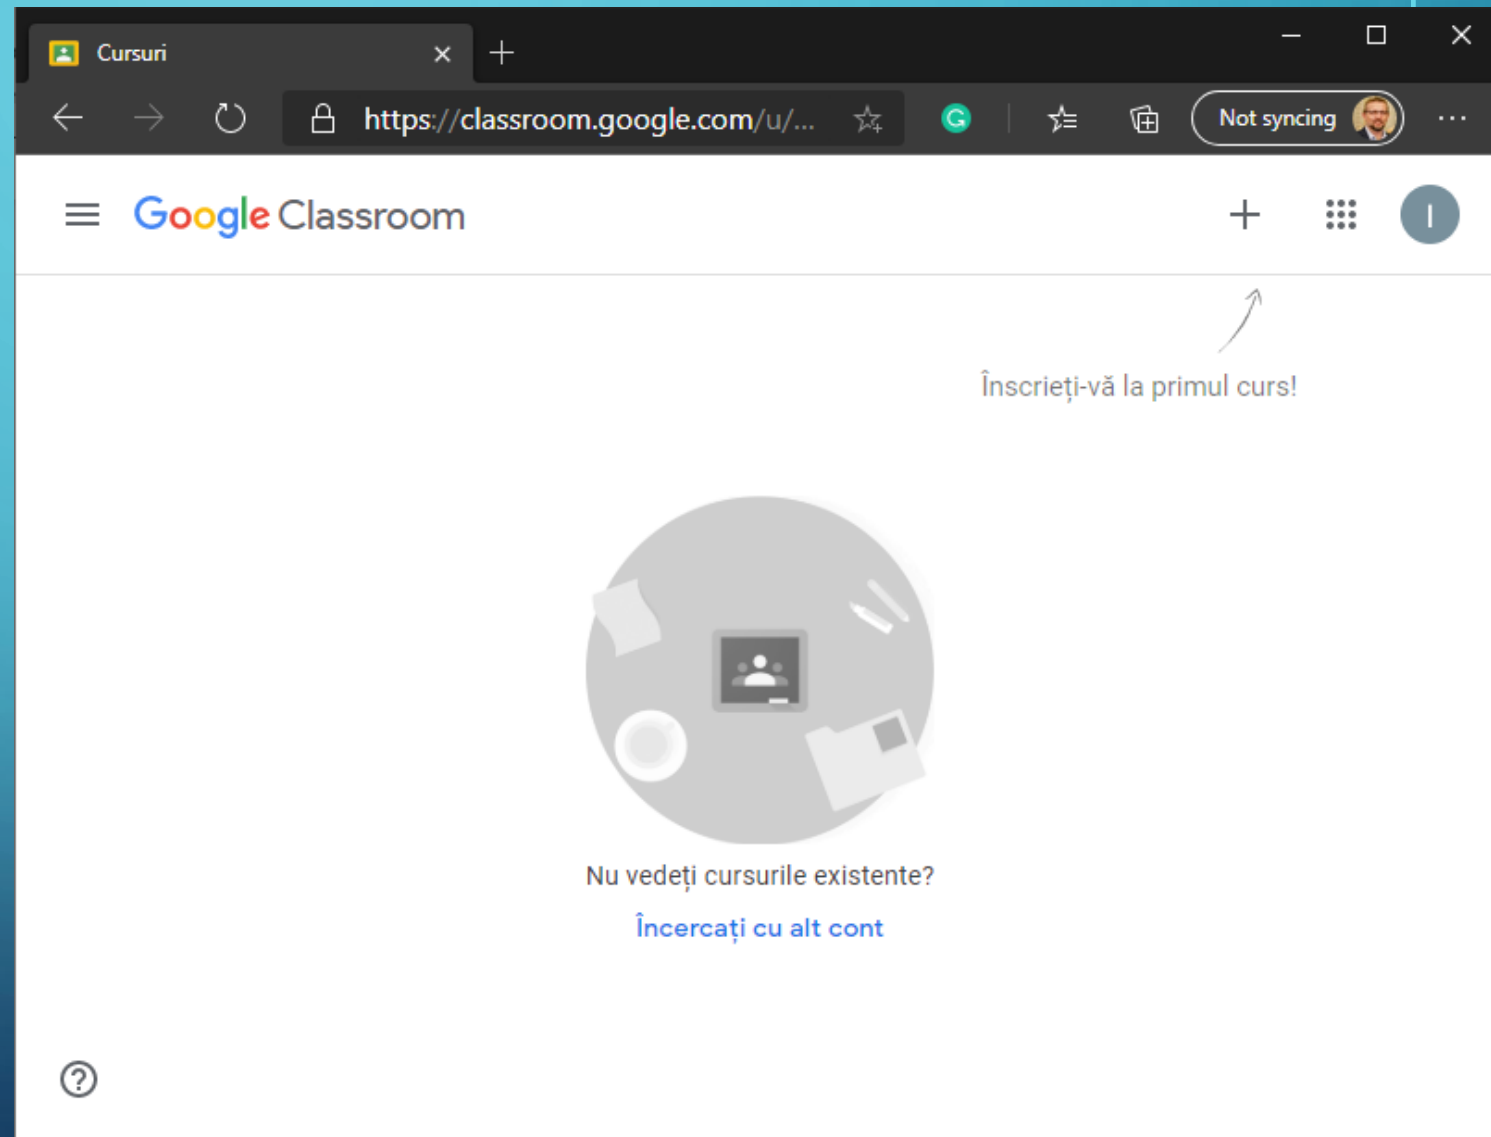 Cursuri
https://classroom.google.com/u/...
Not syncing
Google Classroom
I
Înscrieți-vă la primul curs!
Nu vedeți cursurile existente?
Încercați cu alt cont